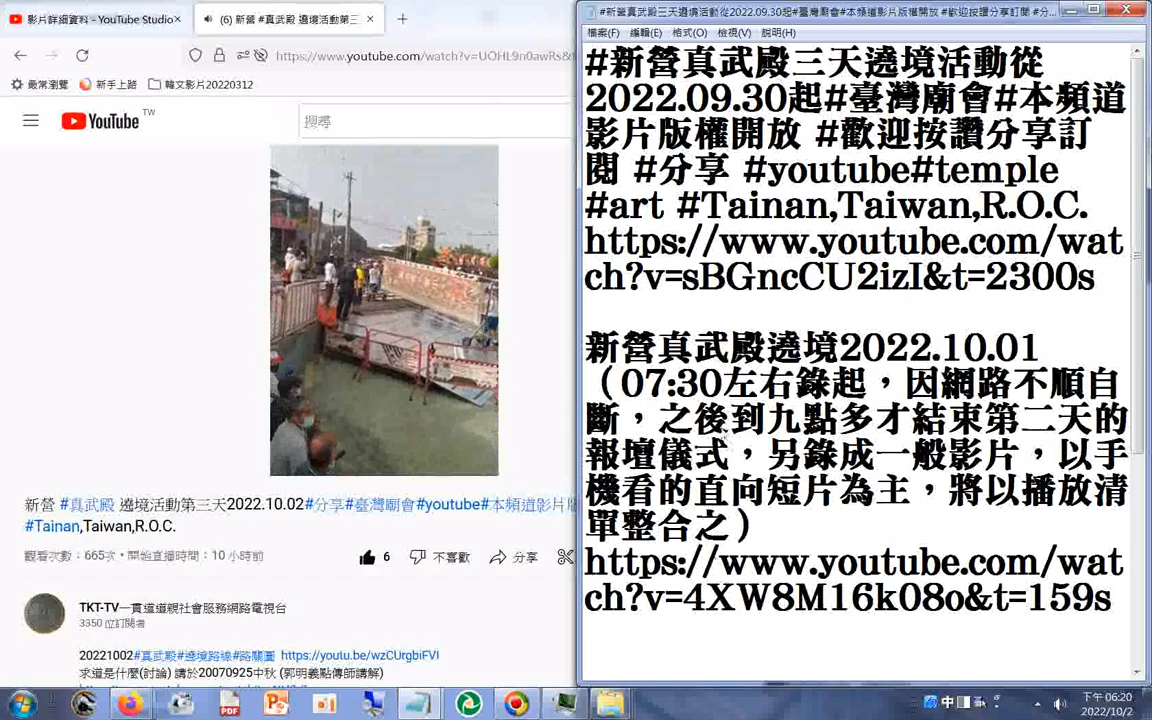 影片詳細資料 - YouTube Studio
(6) 新營 #真武殿 遶境活動第三
https://www.youtube.com/watch?v=UOHL9n0awRs&t
最常瀏覽
新手上路
韓文影片20220312
YouTube TW
搜尋
新營 #真武殿 遶境活動第三天2022.10.02#分享#臺灣廟會#youtube#本頻道影片版
#Tainan,Taiwan,R.O.C.
觀看次數：665次 • 開始直播時間：10 小時前
6
不喜歡
分享
TKT-TV一貫道道親社會服務網路電視台
3350 位訂閱者
20221002#真武殿#遶境路線#路關圖 https://youtu.be/wzCUrgbiFVI
求道是什麼(討論) 講於20070925中秋 (郭明義點傳師講解)
#新營真武殿三天遶境活動從2022.09.30起#臺灣廟會#本頻道影片版權開放 #歡迎按讚分享訂閱 #分...
檔案(F) 編輯(E) 格式(O) 檢視(V) 說明(H)
#新營真武殿三天遶境活動從
2022.09.30起#臺灣廟會#本頻道
影片版權開放 #歡迎按讚分享訂
閱 #分享 #youtube#temple
#art #Tainan,Taiwan,R.O.C.
https://www.youtube.com/wat
ch?v=sBGncCU2izI&t=2300s
新營真武殿遶境2022.10.01
（07:30左右錄起，因網路不順自
斷，之後到九點多才結束第二天的
報壇儀式，另錄成一般影片，以手
機看的直向短片為主，將以播放清
單整合之）
https://www.youtube.com/wat
ch?v=4XW8M16k08o&t=159s
中
下午 06:20
2022/10/2